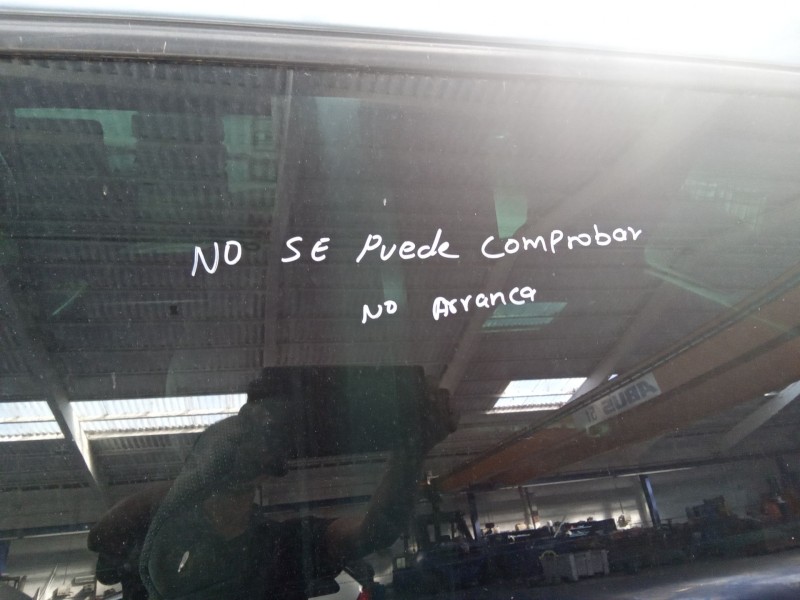 NO SE Puede comprobar
NO Arranca
ABUS